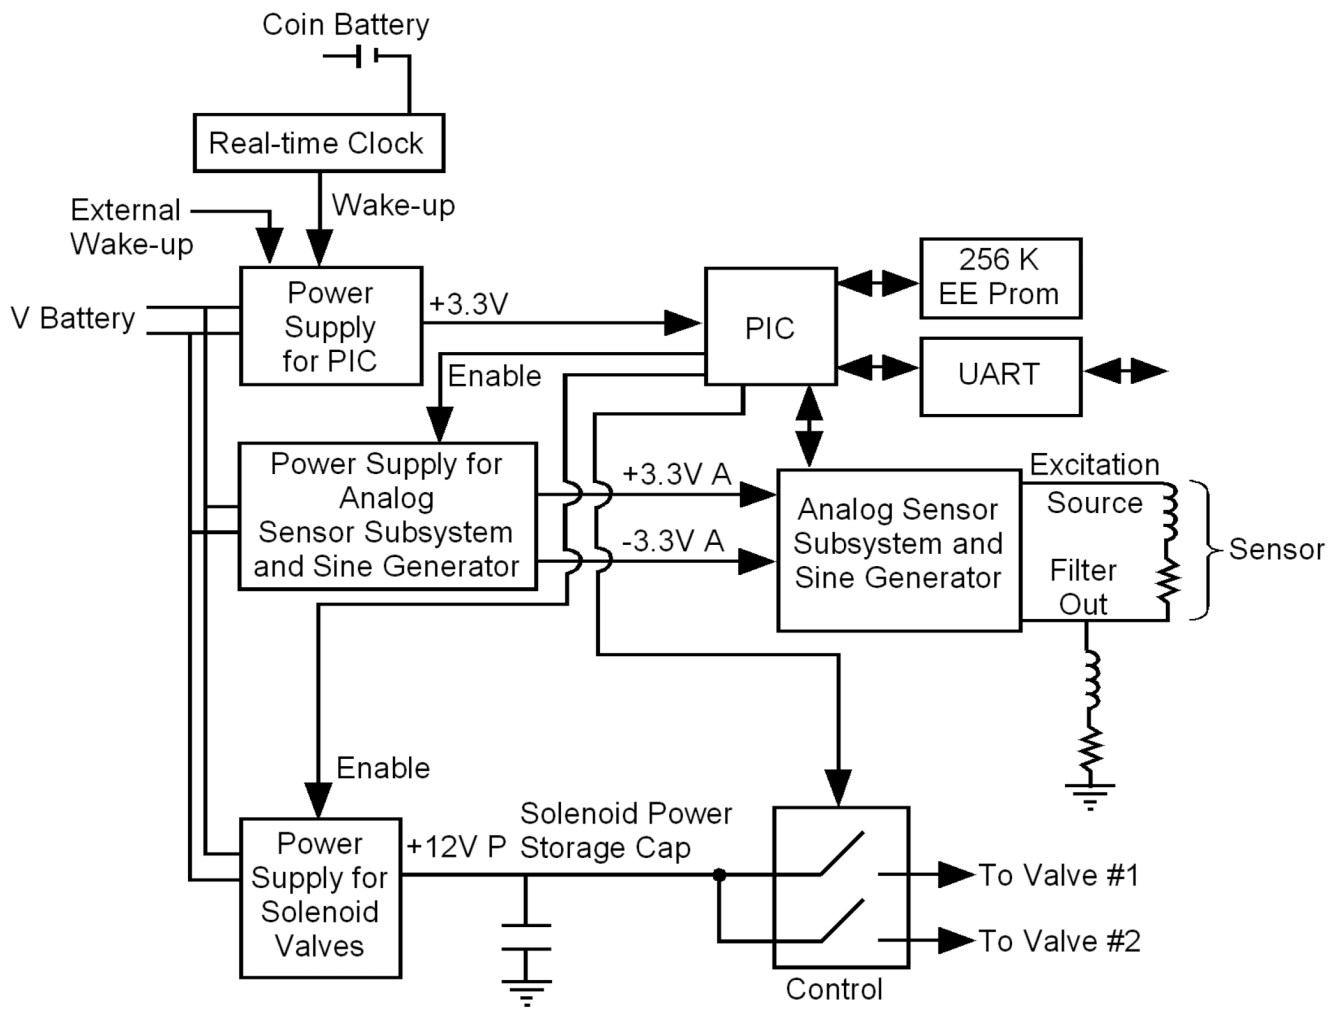 Coin Battery
Real-time Clock
External
Wake-up
Wake-up
V Battery
Power
Supply
for PIC
+3.3V
PIC
256 K
EE Prom
UART
Enable
Power Supply for
Analog
Sensor Subsystem
and Sine Generator
+3.3V A
-3.3V A
Analog Sensor
Subsystem and
Sine Generator
Excitation
Source
Filter
Out
Sensor
Enable
Power
Supply for
Solenoid
Valves
+12V P
Solenoid Power
Storage Cap
To Valve #1
To Valve #2
Control